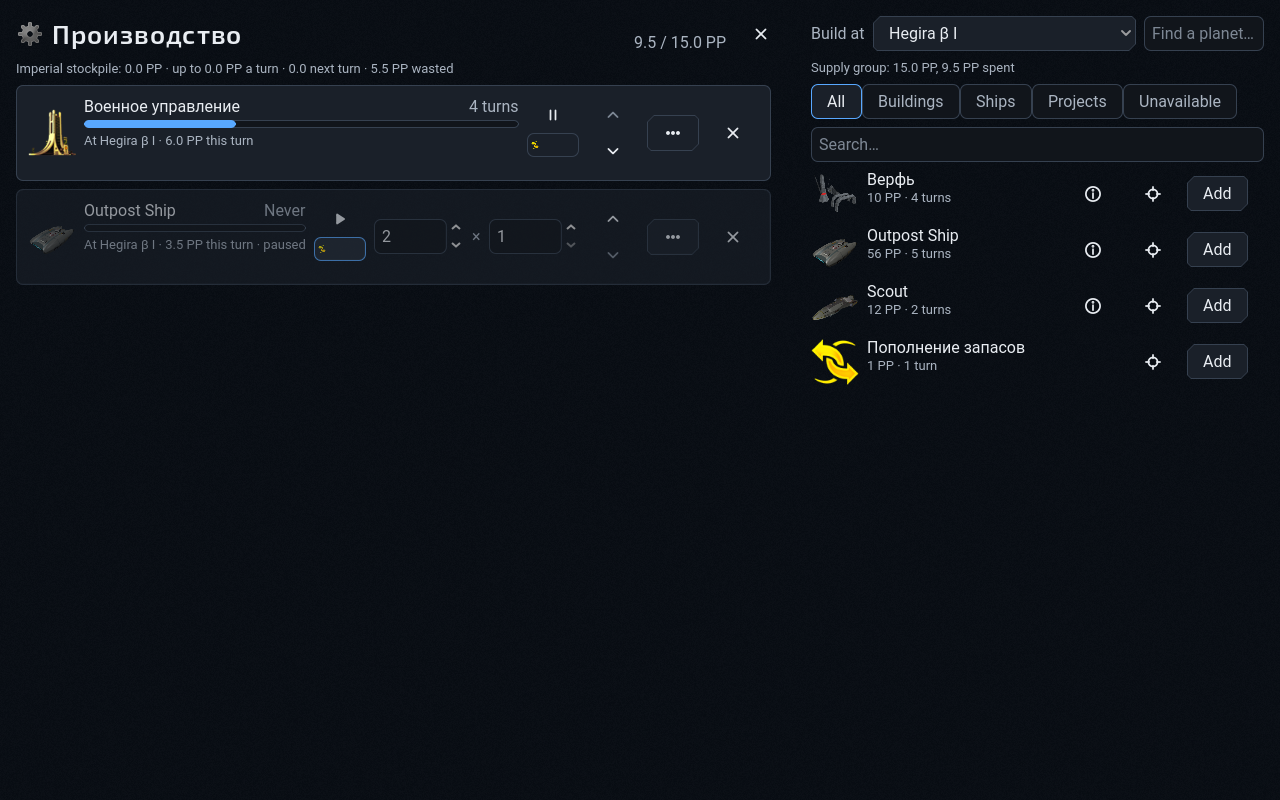 Производство
9.5 / 15.0 PP
Imperial stockpile: 0.0 PP · up to 0.0 PP a turn · 0.0 next turn · 5.5 PP wasted
Военное управление
4 turns
At Hegira β I · 6.0 PP this turn
Outpost Ship
Never
At Hegira β I · 3.5 PP this turn · paused
2 × 1
Build at
Hegira β I
Find a planet…
Supply group: 15.0 PP, 9.5 PP spent
All
Buildings
Ships
Projects
Unavailable
Search…
Верфь
10 PP · 4 turns
Add
Outpost Ship
56 PP · 5 turns
Add
Scout
12 PP · 2 turns
Add
Пополнение запасов
1 PP · 1 turn
Add